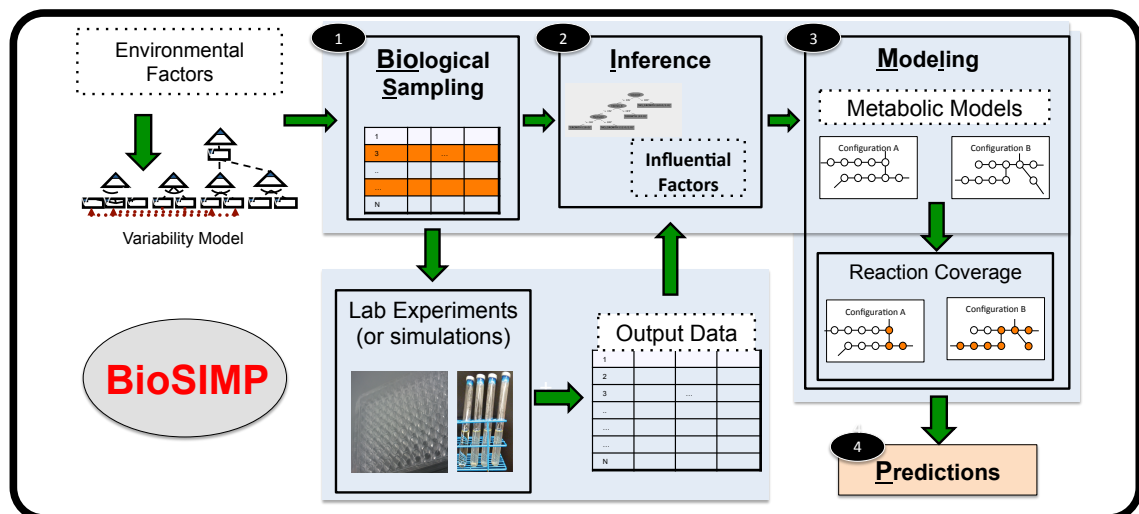 Environmental
Factors
Variability Model
BioSIMP
1
Biological
Sampling
1
3 ...
..
...
N
2
Inference
Influential
Factors
3
Modeling
Metabolic Models
Configuration A
Configuration B
Reaction Coverage
Configuration A
Configuration B
Lab Experiments
(or simulations)
Output Data
1
2
3 ...
..
...
...
N
4
Predictions